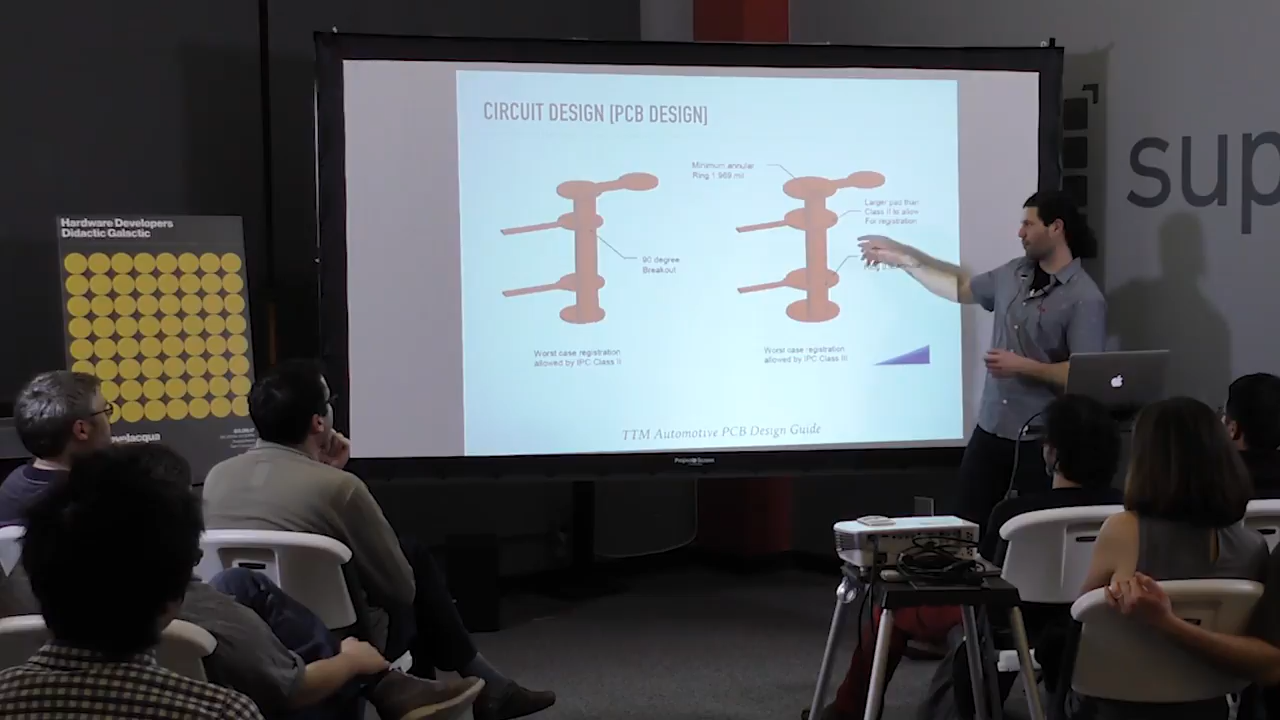 CIRCUIT DESIGN [PCB DESIGN]
Minimum annular
Ring 1.969 mil
Larger pad than
Class II to allow
For registration
90 degree
Breakout
Ring
Worst case registration
allowed by IPC Class II
Worst case registration
allowed by IPC Class III
TTM Automotive PCB Design Guide
Hardware Developers
Didactic Galactic
sup